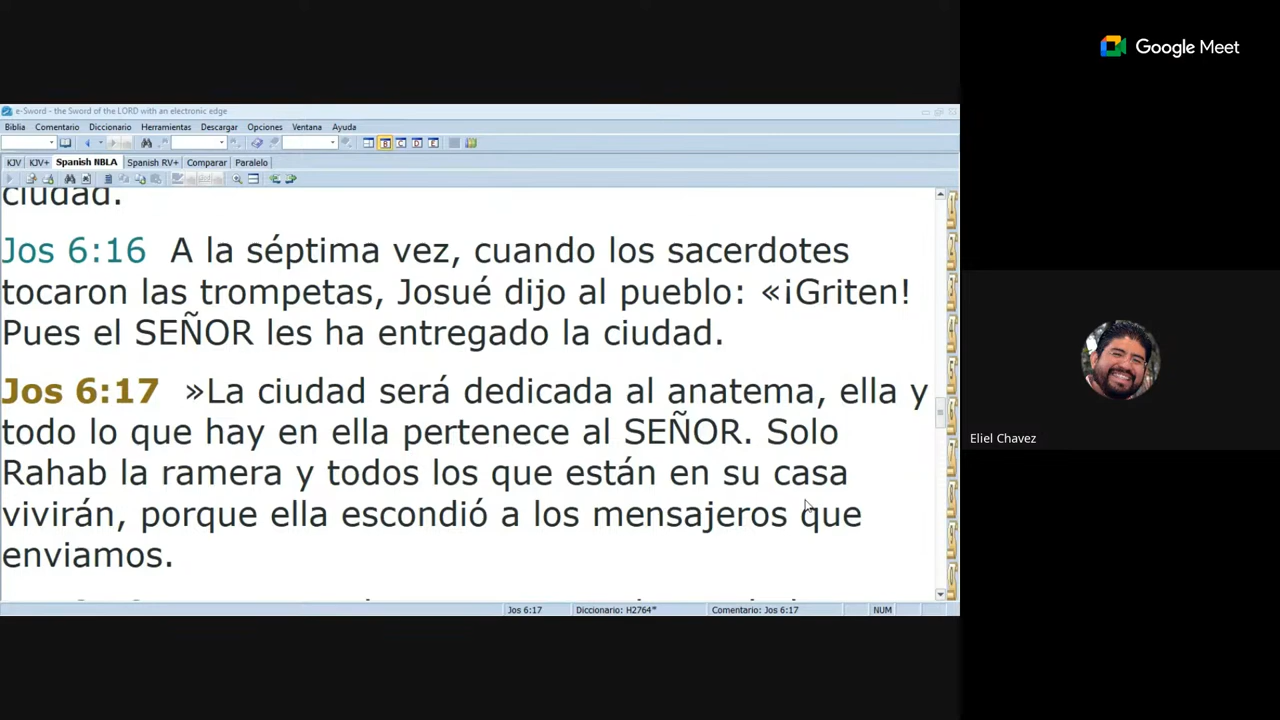 Google Meet
e-Sword - the Sword of the LORD with an electronic edge
Biblia Comentario Diccionario Herramientas Descargar Opciones Ventana Ayuda
KJV KJV+ Spanish NBLA Spanish RV+ Comparar Paralelo
ciudad.
Jos 6:16 A la séptima vez, cuando los sacerdotes
tocaron las trompetas, Josué dijo al pueblo: «¡Griten!
Pues el SEÑOR les ha entregado la ciudad.
Jos 6:17 »La ciudad será dedicada al anatema, ella y
todo lo que hay en ella pertenece al SEÑOR. Solo
Rahab la ramera y todos los que están en su casa
vivirán, porque ella escondió a los mensajeros que
enviamos.
Jos 6:17 Diccionario: H2764* Comentario: Jos 6:17 NUM
Eliel Chavez